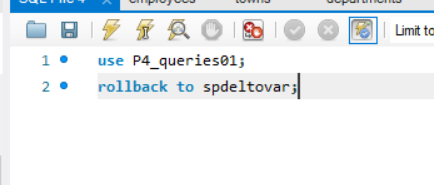 SQL File 4
employees
towns
departments
Limit to
1 use P4_queries01;
2 rollback to spdeltovar;